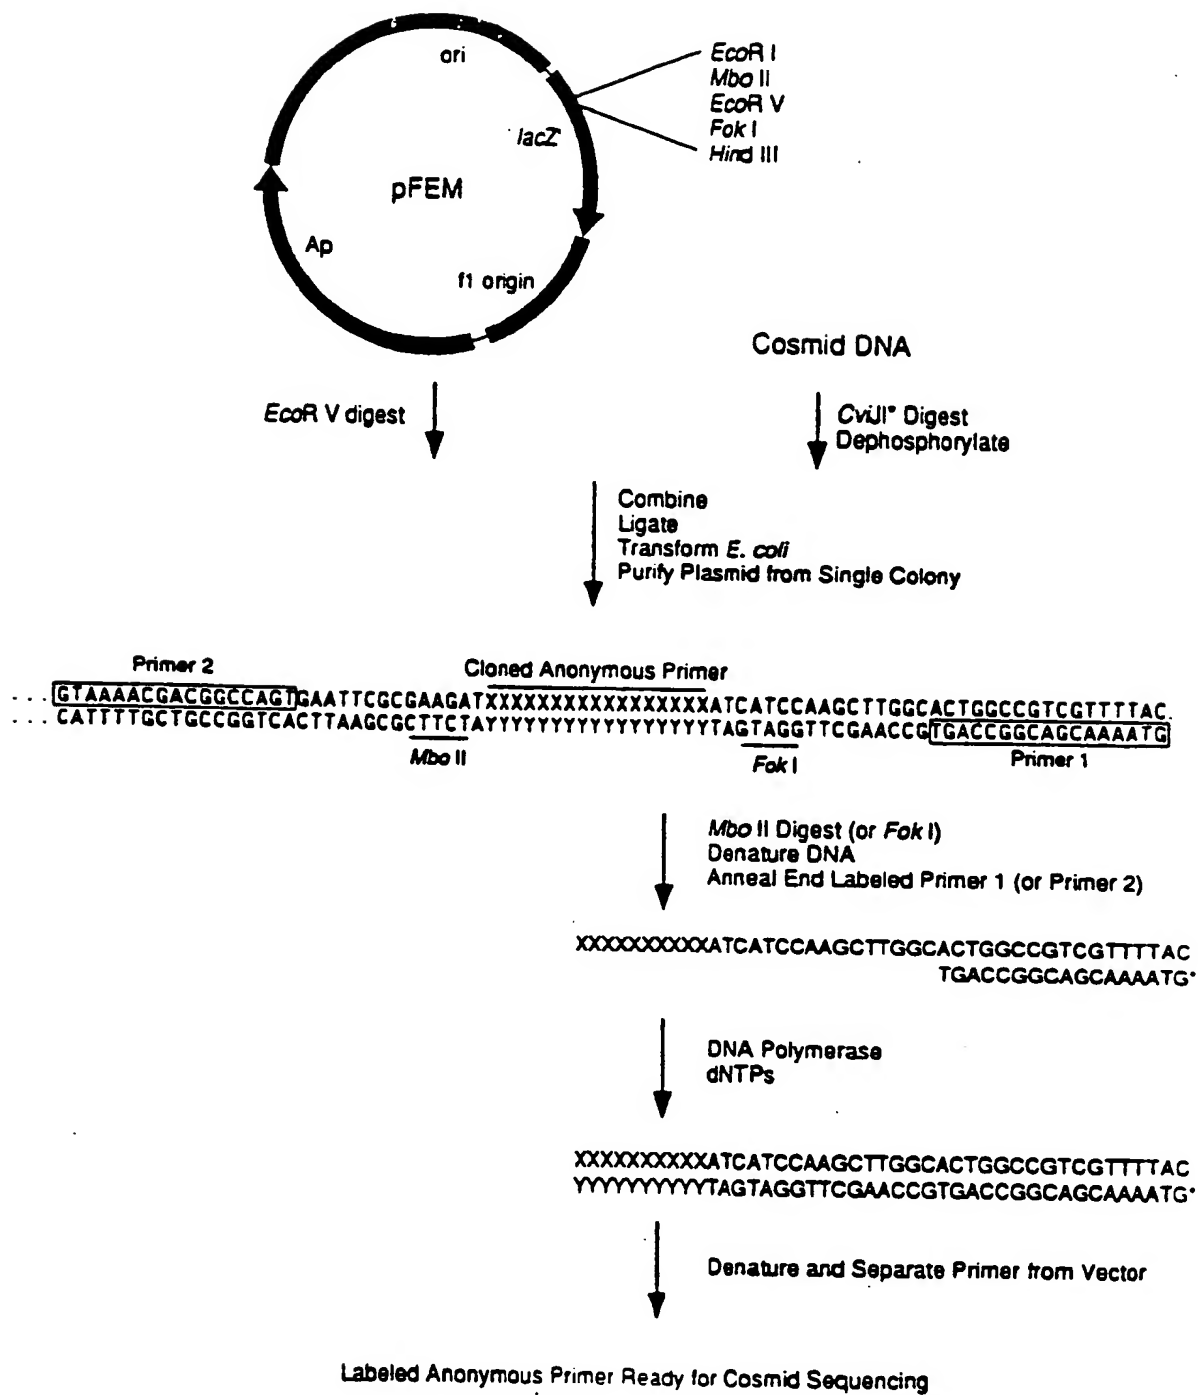 ori
EcoR I
Mbo II
EcoR V
Fok I
Hind III
lacZ'
pFEM
Ap
f1 origin
Cosmid DNA
EcoR V digest
CviJI* Digest
Dephosphorylate
Combine
Ligate
Transform E. coli
Purify Plasmid from Single Colony
Primer 2
Cloned Anonymous Primer
...GTAAAACGACGGCCAGTGAATTCGCGAAGATXXXXXXXXXXXXXXXXXXATCATCCAAGCTTGGCACTGGCCGTCGTTTTAC.
...CATTTTGCTGCCGGTCACTTAAGCGCTTCTAYYYYYYYYYYYYYYYYYYTAGTAGGTTCGAACCGTGACCGGCAGCAAAATG
Mbo II
Fok I
Primer 1
Mbo II Digest (or Fok I)
Denature DNA
Anneal End Labeled Primer 1 (or Primer 2)
XXXXXXXXXXATCATCCAAGCTTGGCACTGGCCGTCGTTTTAC
TGACCGGCAGCAAAATG*
DNA Polymerase
dNTPs
XXXXXXXXXXATCATCCAAGCTTGGCACTGGCCGTCGTTTTAC
YYYYYYYYYYTAGTAGGTTCGAACCGTGACCGGCAGCAAAATG*
Denature and Separate Primer from Vector
Labeled Anonymous Primer Ready for Cosmid Sequencing